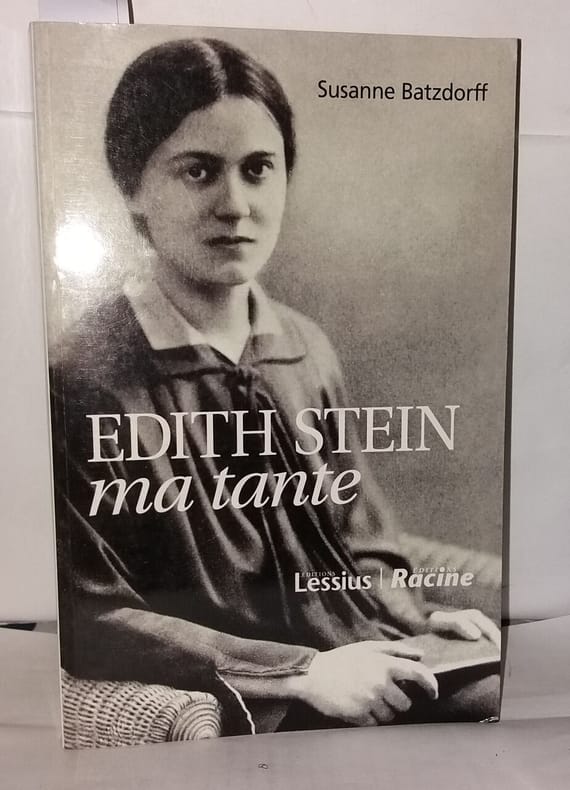 Susanne Batzdorff
EDITH STEIN
ma tante
ÉDITIONS
Lessius
ÉDITIONS
Racine